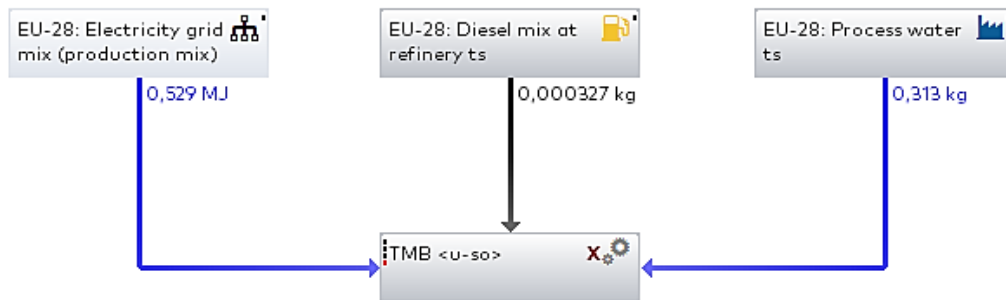 EU-28: Electricity grid
mix (production mix)
EU-28: Diesel mix at
refinery ts
EU-28: Process water
ts
0,529 MJ
0,000327 kg
0,313 kg
TMB <u-so>
X